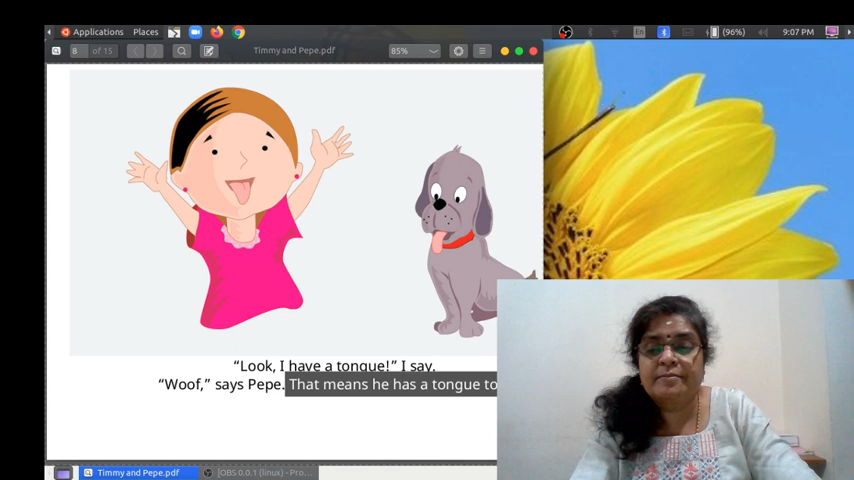 Applications Places En (96%) 9:07 PM
8 of 15 Timmy and Pepe.pdf 85%
“Look, I have a tongue!” I say.
“Woof,” says Pepe. That means he has a tongue to
Timmy and Pepe.pdf [OBS 0.0.1 (linux) - Pro...